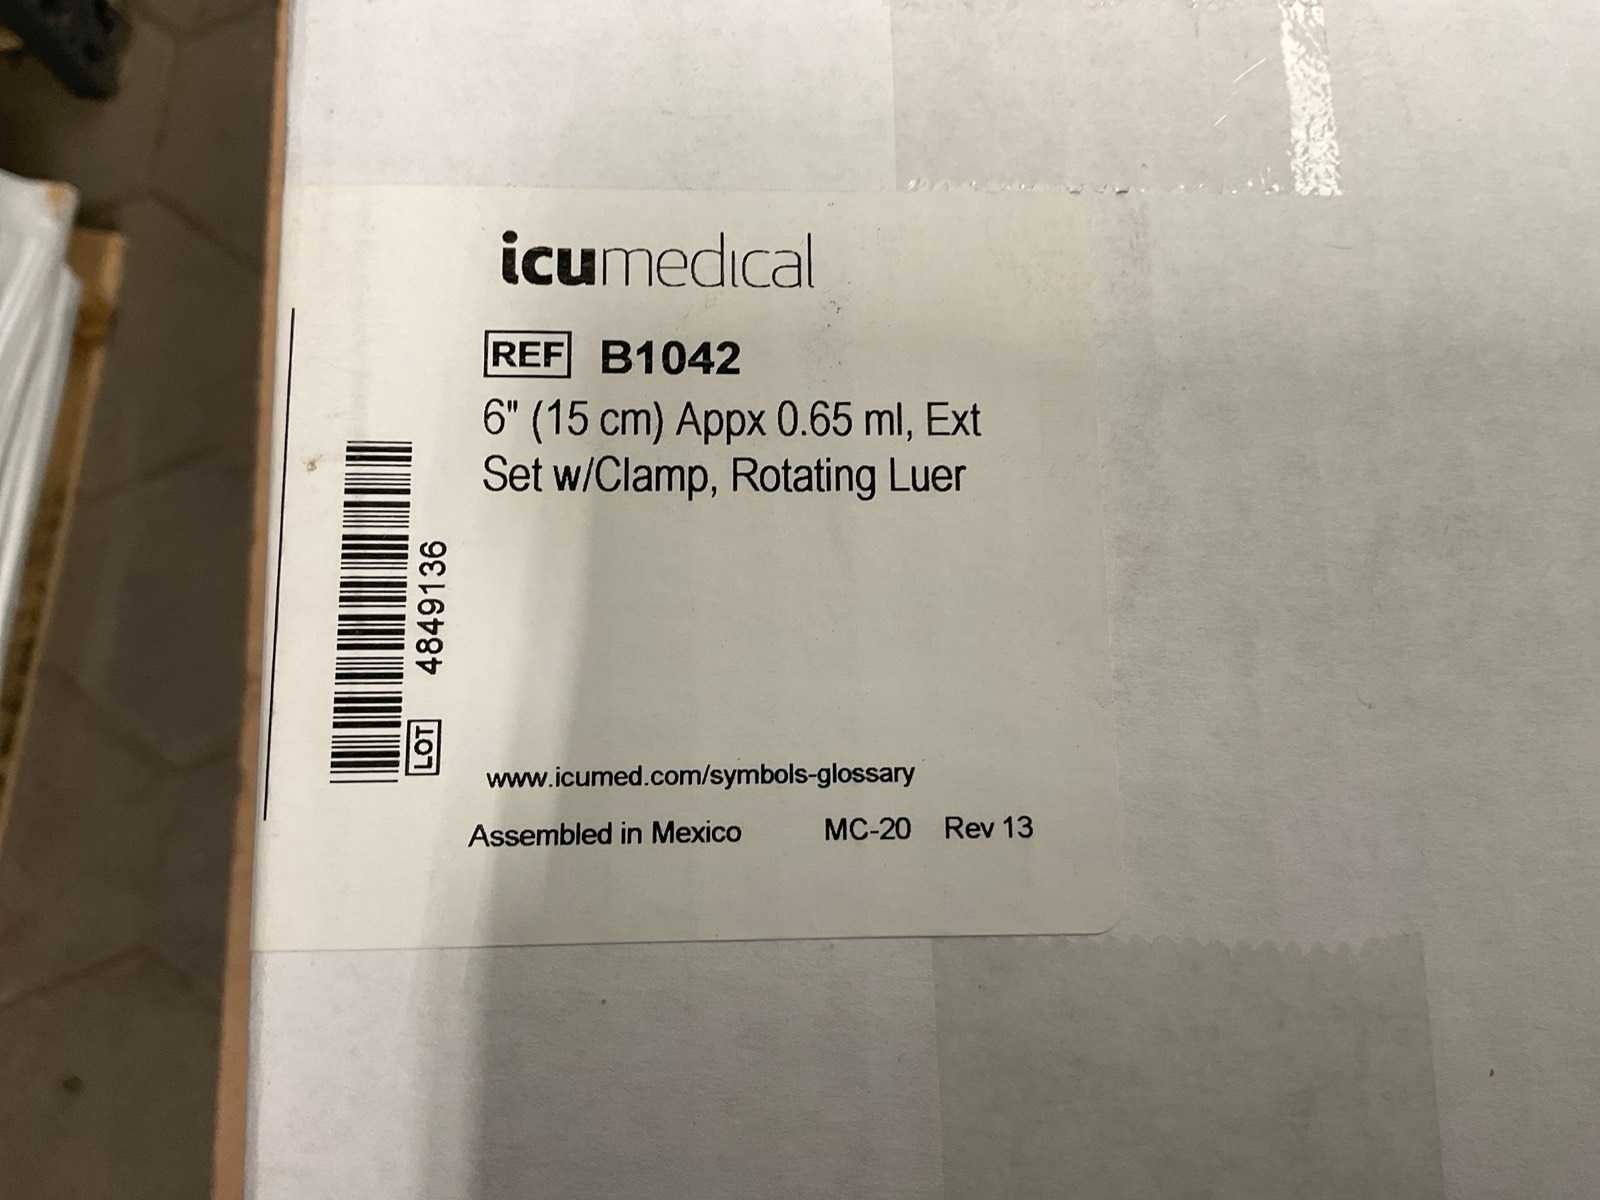 icumedical
REF B1042
6" (15 cm) Appx 0.65 ml, Ext
Set w/Clamp, Rotating Luer
LOT 4849136
www.icumed.com/symbols-glossary
Assembled in Mexico MC-20 Rev 13